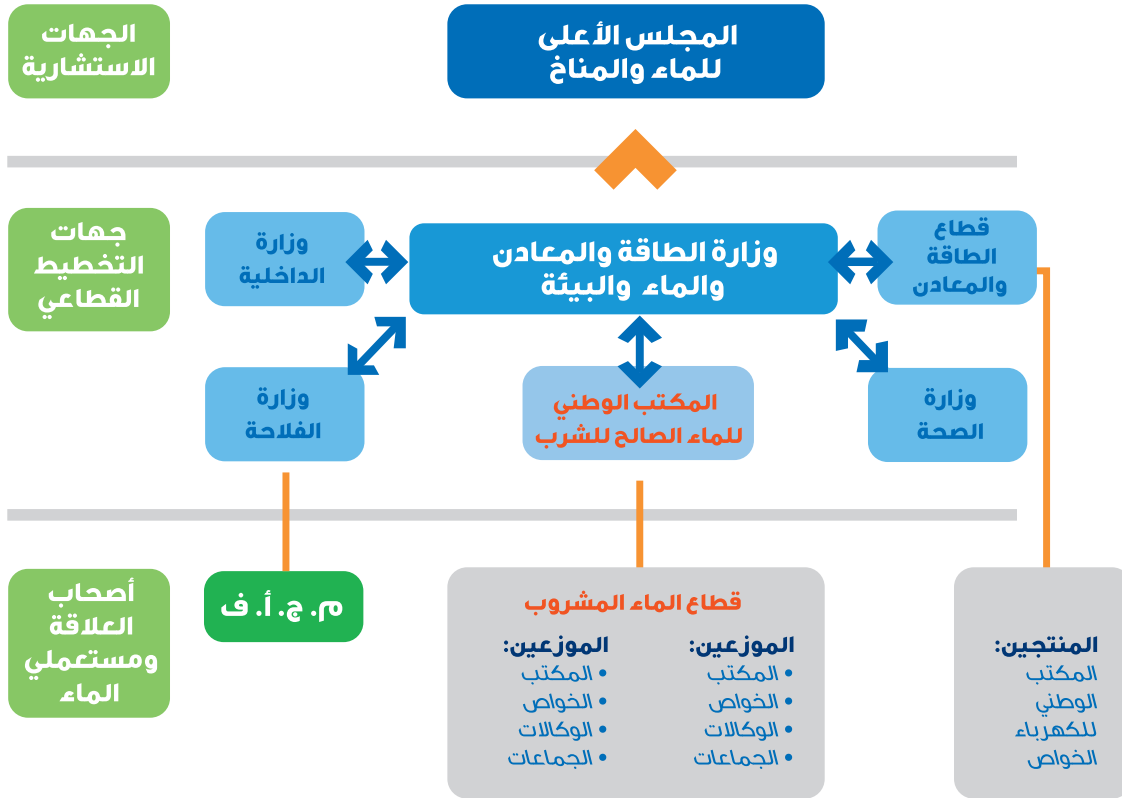 الجهات
الاستشارية
المجلس الأعلى
للماء والمناخ
جهات
التخطيط
القطاعي
قطاع
الطاقة
والمعادن
وزارة الطاقة والمعادن
والماء والبيئة
وزارة
الداخلية
وزارة
الصحة
المكتب الوطني
للماء الصالح للشرب
وزارة
الفلاحة
أصحاب
العلاقة
ومستعملي
الماء
المنتجين:
المكتب
الوطني
للكهرباء
الخواص
قطاع الماء المشروب
الموزعين:
• المكتب
• الخواص
• الوكالات
• الجماعات
الموزعين:
• المكتب
• الخواص
• الوكالات
• الجماعات
م. ج. أ. ف